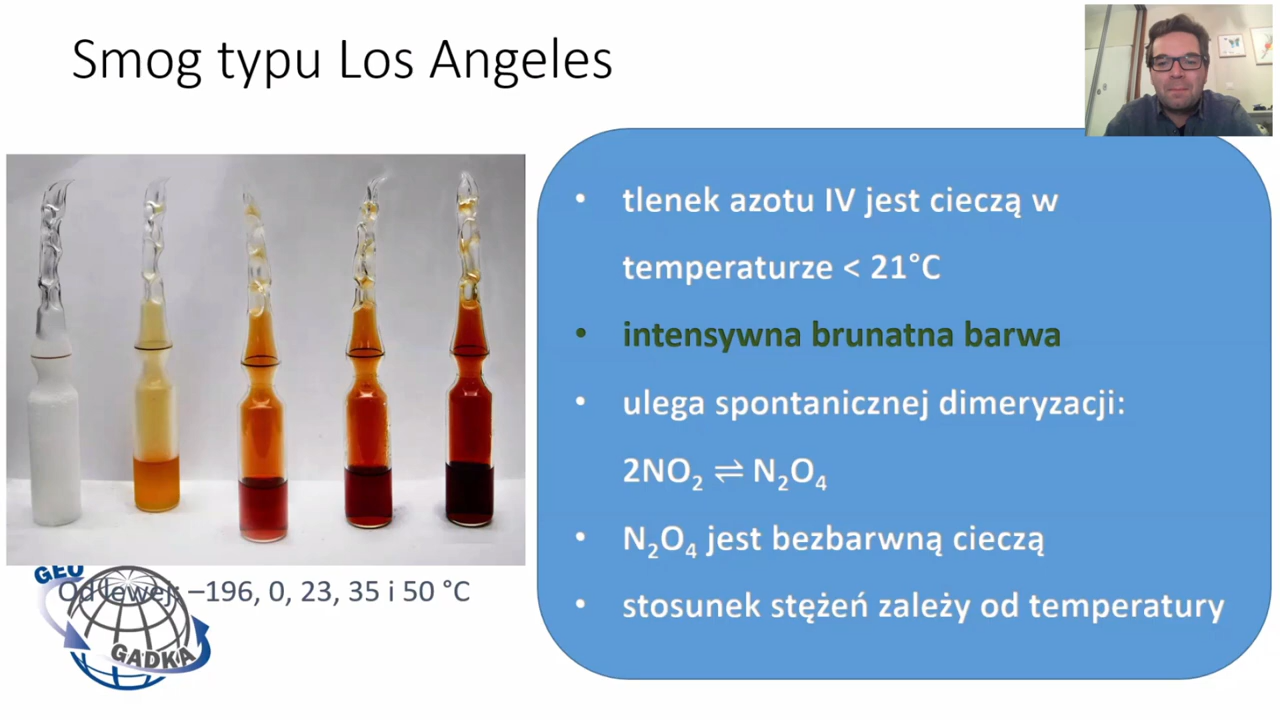 Smog typu Los Angeles
• tlenek azotu IV jest cieczą w
temperaturze < 21°C
• intensywna brunatna barwa
• ulega spontanicznej dimeryzacji:
2NO₂ ⇌ N₂O₄
• N₂O₄ jest bezbarwną cieczą
• stosunek stężeń zależy od temperatury
Od lewej: –196, 0, 23, 35 i 50 °C
GEO
GADKA